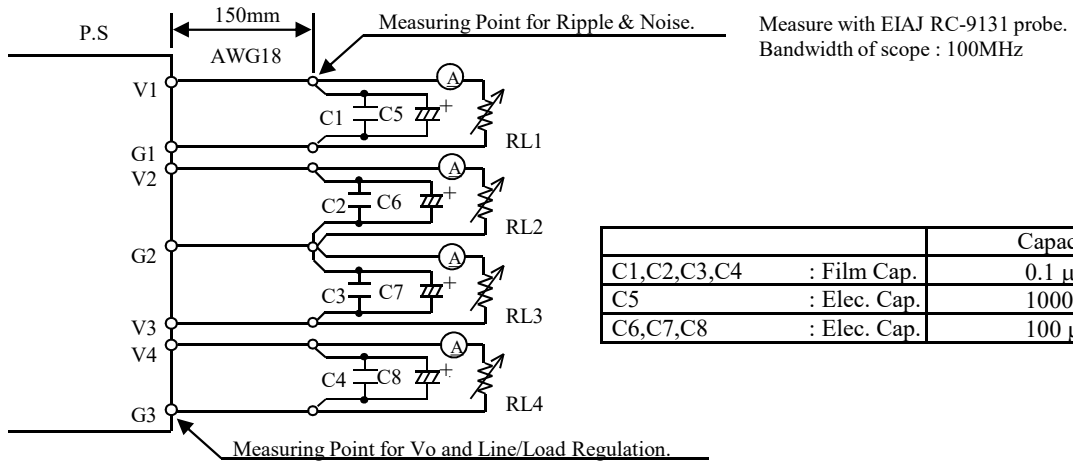 150mm
Measuring Point for Ripple & Noise.
Measure with EIAJ RC-9131 probe.
Bandwidth of scope : 100MHz
P.S
AWG18
V1
A
C1
C5
+
RL1
G1
V2
A
C2
C6
+
RL2
G2
A
C3
C7
+
RL3
V3
V4
A
C4
C8
+
RL4
G3
Measuring Point for Vo and Line/Load Regulation.
Capac
C1,C2,C3,C4 : Film Cap. 0.1 μ
C5 : Elec. Cap. 1000
C6,C7,C8 : Elec. Cap. 100 μ